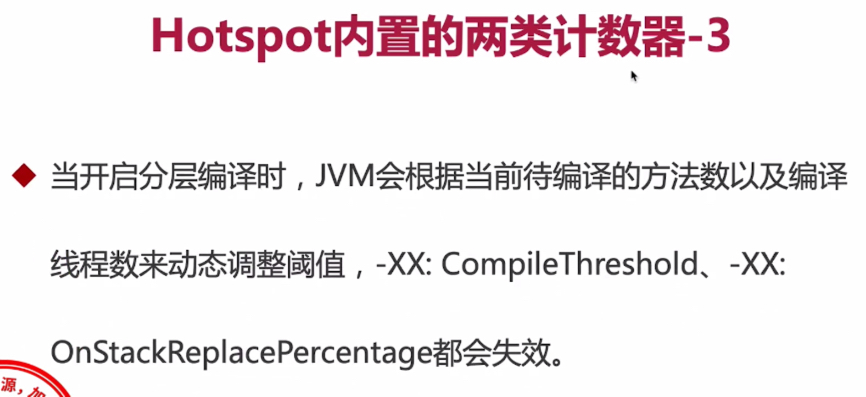 Hotspot内置的两类计数器-3
当开启分层编译时，JVM会根据当前待编译的方法数以及编译
线程数来动态调整阈值，-XX: CompileThreshold、-XX:
OnStackReplacePercentage都会失效。
源，加